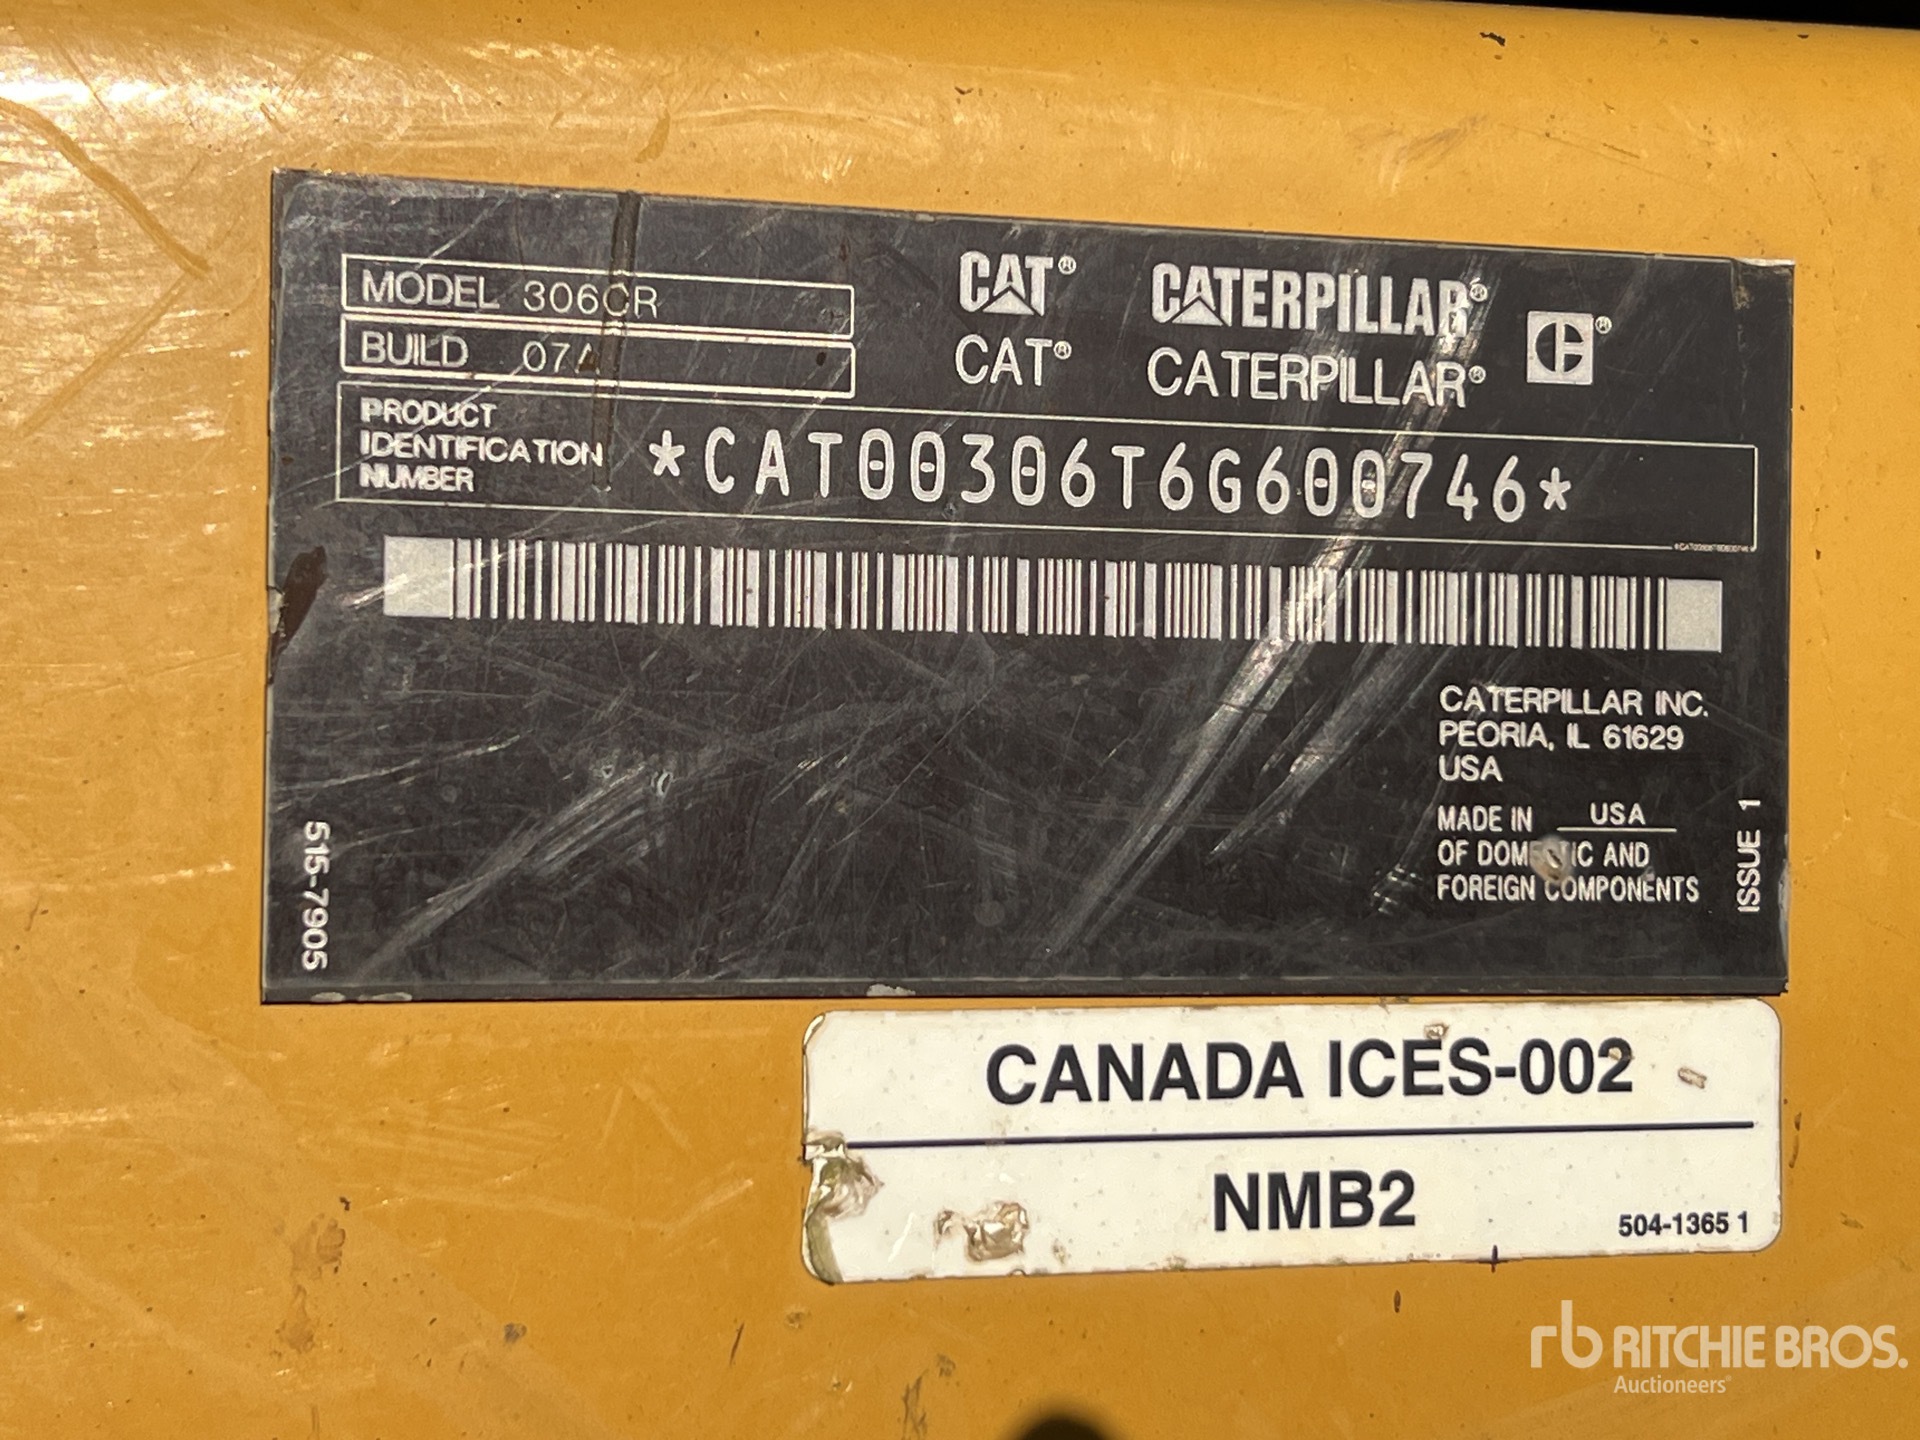 MODEL 306CR
BUILD 07A
CAT® CATERPILLAR®
CAT® CATERPILLAR®
PRODUCT
IDENTIFICATION
NUMBER
*CAT00306T6G600746*
CATERPILLAR INC.
PEORIA, IL 61629
USA
MADE IN USA
OF DOMESTIC AND
FOREIGN COMPONENTS
ISSUE 1
515-7905
CANADA ICES-002
NMB2
504-1365 1
rb RITCHIE BROS.
Auctioneers